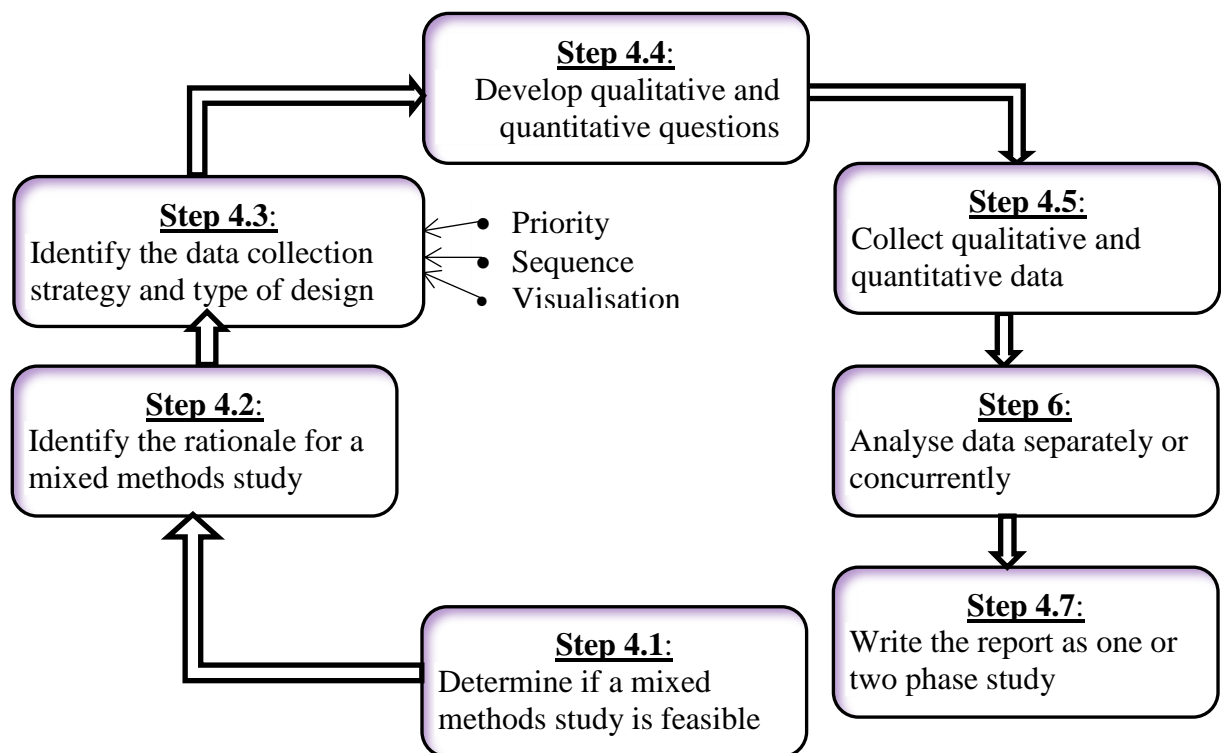 Step 4.4:
Develop qualitative and
quantitative questions
Step 4.3:
Identify the data collection
strategy and type of design
• Priority
• Sequence
• Visualisation
Step 4.5:
Collect qualitative and
quantitative data
Step 4.2:
Identify the rationale for a
mixed methods study
Step 6:
Analyse data separately or
concurrently
Step 4.1:
Determine if a mixed
methods study is feasible
Step 4.7:
Write the report as one or
two phase study